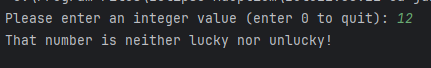 Please enter an integer value (enter 0 to quit): 12
That number is neither lucky nor unlucky!